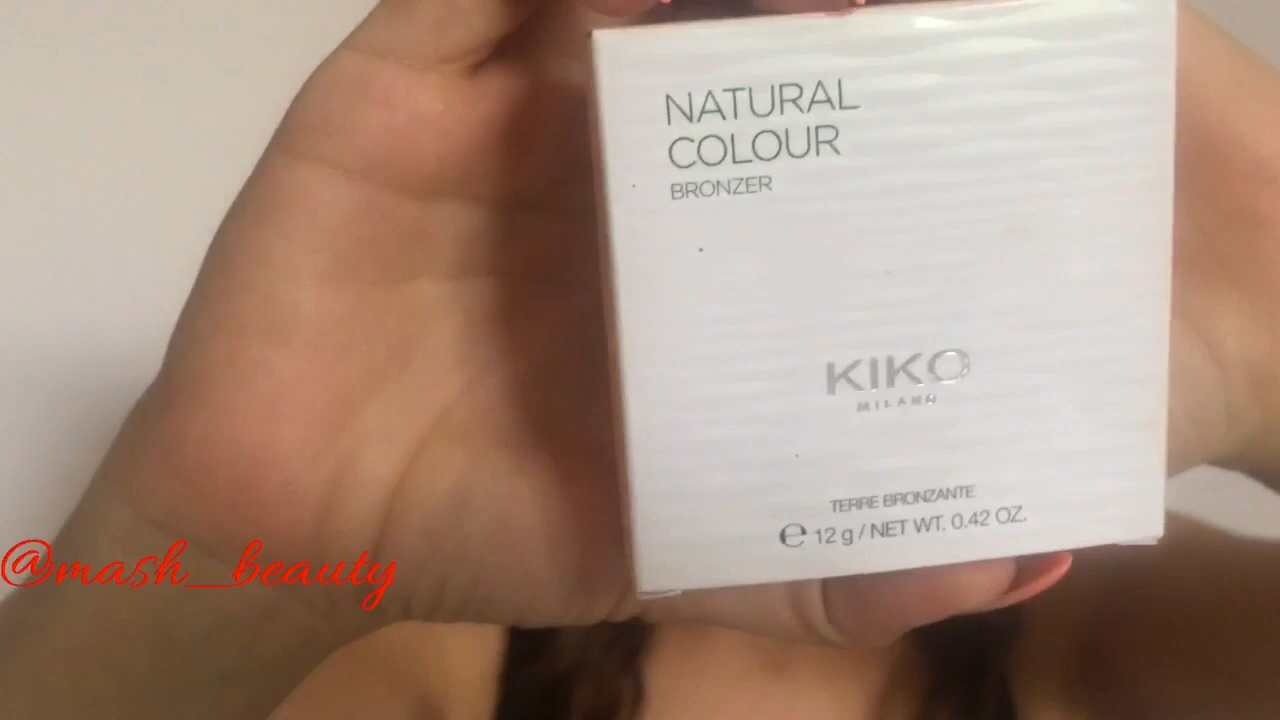 NATURAL
COLOUR
BRONZER
KIKO
MILANO
TERRE BRONZANTE
℮ 12 g / NET WT. 0.42 OZ.
@mash_beauty